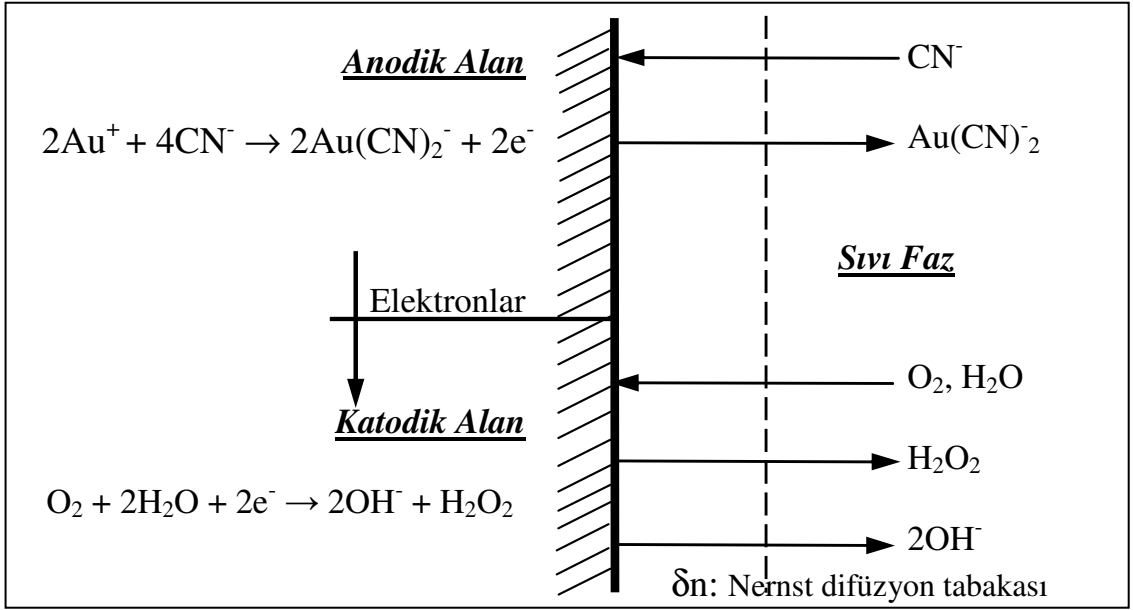 Anodik Alan
2Au⁺ + 4CN⁻ → 2Au(CN)₂⁻ + 2e⁻
Elektronlar
Katodik Alan
O₂ + 2H₂O + 2e⁻ → 2OH⁻ + H₂O₂
CN⁻
Au(CN)⁻₂
Sıvı Faz
O₂, H₂O
H₂O₂
2OH⁻
δn: Nernst difüzyon tabakası